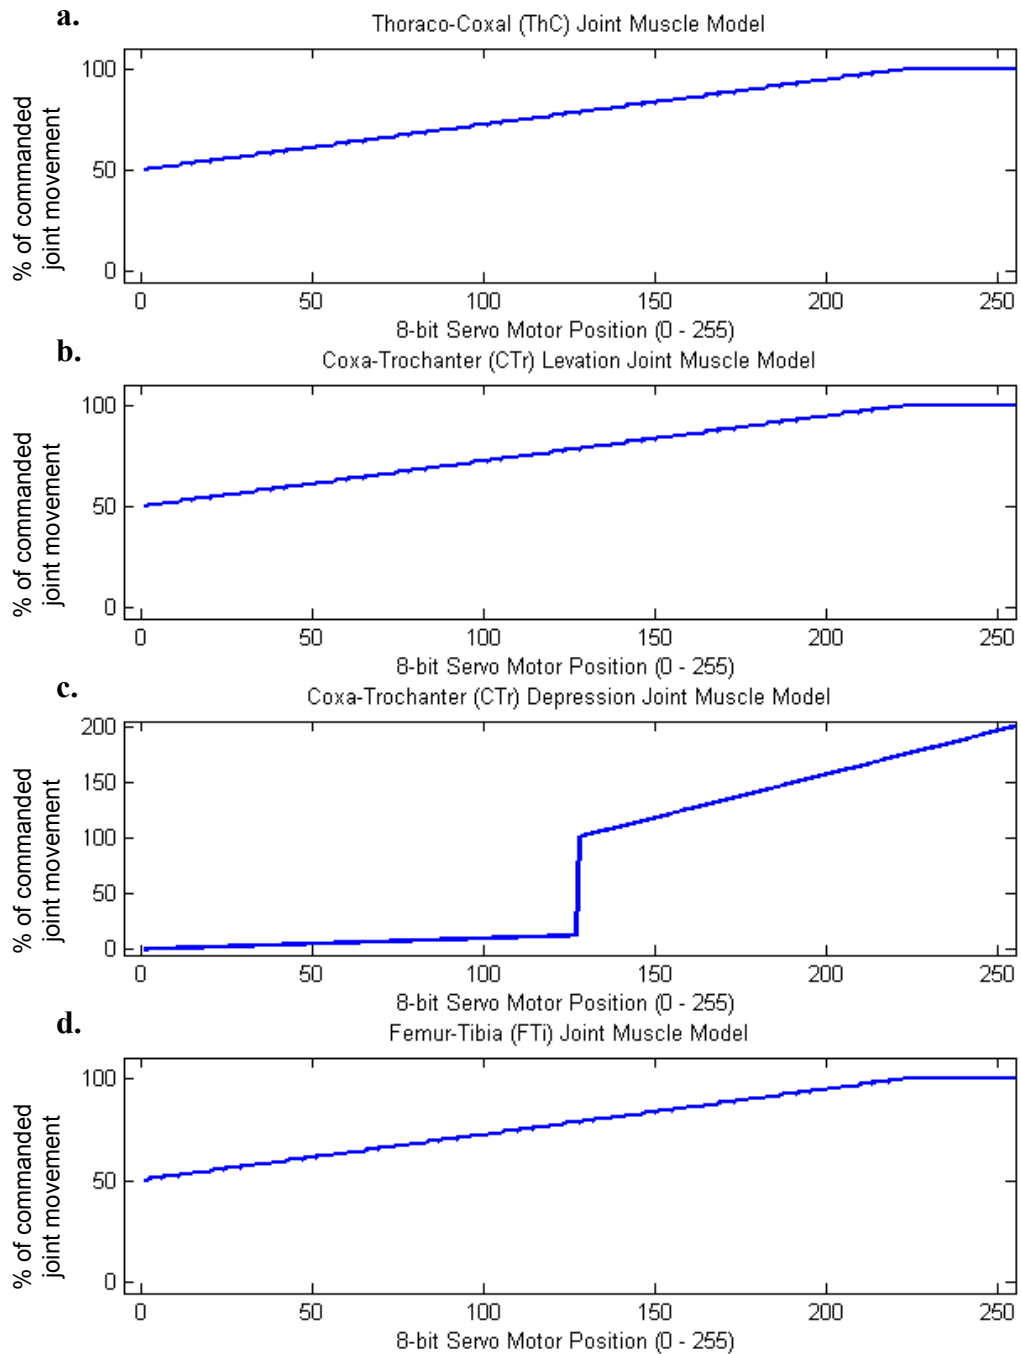 a.
Thoraco-Coxal (ThC) Joint Muscle Model
% of commanded
joint movement
100
50
0
0 50 100 150 200 250
8-bit Servo Motor Position (0 - 255)
b.
Coxa-Trochanter (CTr) Levation Joint Muscle Model
% of commanded
joint movement
100
50
0
0 50 100 150 200 250
8-bit Servo Motor Position (0 - 255)
c.
Coxa-Trochanter (CTr) Depression Joint Muscle Model
% of commanded
joint movement
200
150
100
50
0
0 50 100 150 200 250
8-bit Servo Motor Position (0 - 255)
d.
Femur-Tibia (FTi) Joint Muscle Model
% of commanded
joint movement
100
50
0
0 50 100 150 200 250
8-bit Servo Motor Position (0 - 255)